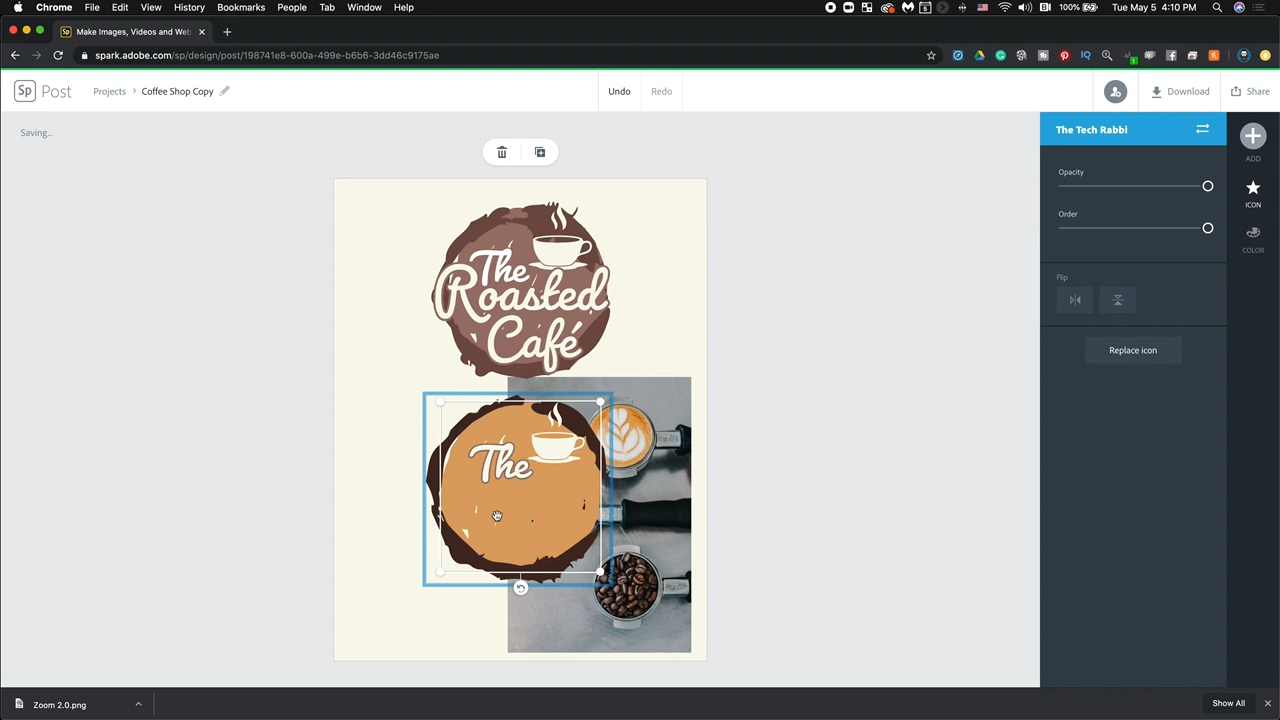 Chrome File Edit View History Bookmarks People Tab Window Help
100% Tue May 5 4:10 PM
Sp Make Images, Videos and Web
spark.adobe.com/sp/design/post/198741e8-600a-499e-b6b6-3dd46c9175ae
Sp Post Projects > Coffee Shop Copy Undo Redo Download Share
Saving...
The Tech Rabbi
ADD
Opacity
ICON
Order
COLOR
Flip
Replace icon
The
Roasted
Café
The
Zoom 2.0.png
Show All